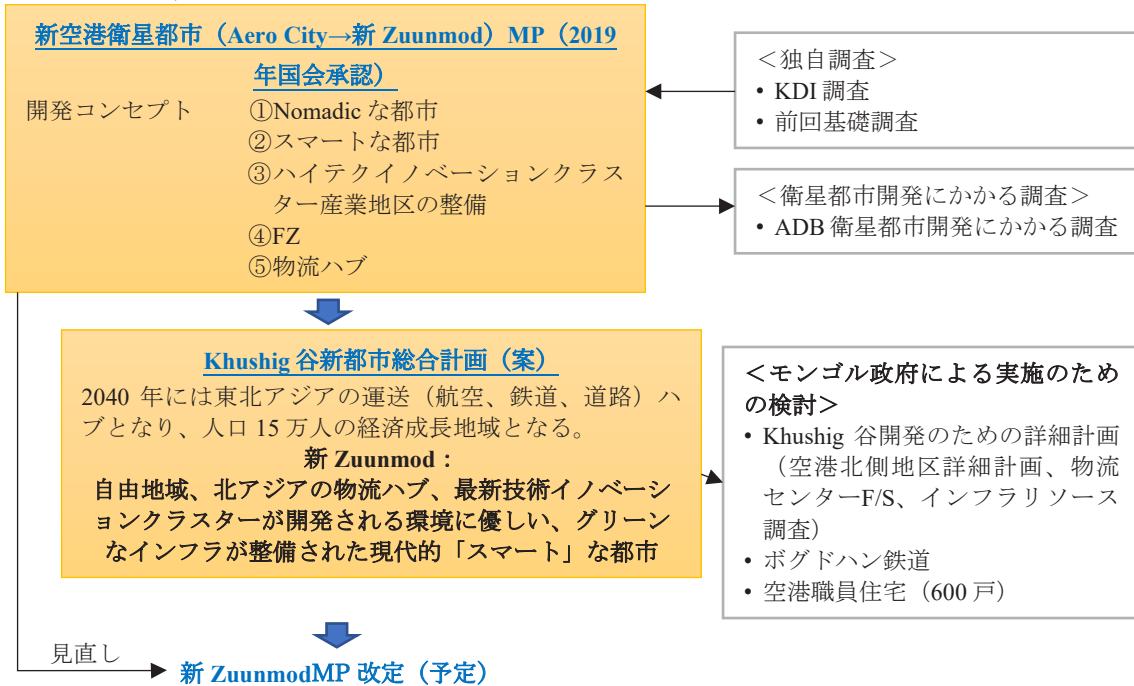 新空港衛星都市（Aero City→新 Zuunmod）MP（2019
年国会承認）
開発コンセプト
①Nomadic な都市
②スマートな都市
③ハイテクイノベーションクラス
ター産業地区の整備
④FZ
⑤物流ハブ
＜独自調査＞
• KDI 調査
• 前回基礎調査
＜衛星都市開発にかかる調査＞
• ADB 衛星都市開発にかかる調査
Khushig 谷新都市総合計画（案）
2040 年には東北アジアの運送（航空、鉄道、道路）ハ
ブとなり、人口 15 万人の経済成長地域となる。
新 Zuunmod：
自由地域、北アジアの物流ハブ、最新技術イノベーシ
ョンクラスターが開発される環境に優しい、グリーン
なインフラが整備された現代的「スマート」な都市
＜モンゴル政府による実施のため
の検討＞
• Khushig 谷開発のための詳細計画
（空港北側地区詳細計画、物流
センターF/S、インフラリソース
調査）
• ボグドハン鉄道
• 空港職員住宅（600 戸）
見直し
新 ZuunmodMP 改定（予定）